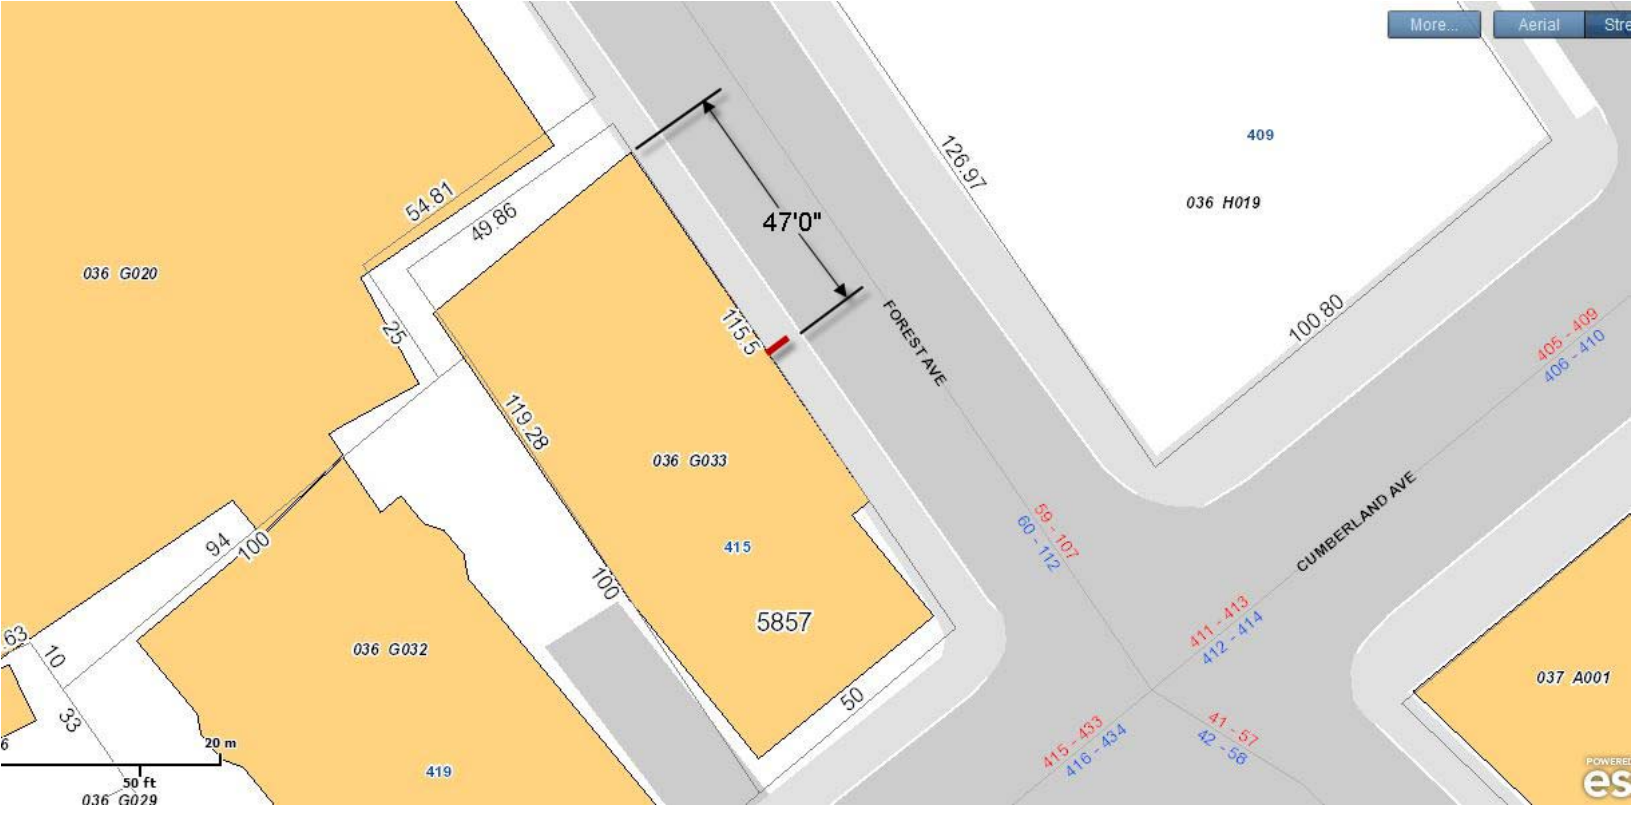 More...
Aerial
Stre
409
036 H019
126.97
54.81
49.86
47'0"
036 G020
25
115.5
FOREST AVE
100.80
405 - 409
406 - 410
119.28
036 G033
CUMBERLAND AVE
59 - 107
60 - 112
94
100
415
100
5857
411 - 413
412 - 414
.63
10
036 G032
037 A001
33
50
415 - 433
416 - 434
41 - 57
42 - 58
6
20 m
50 ft
419
036 G029
POWERED
es